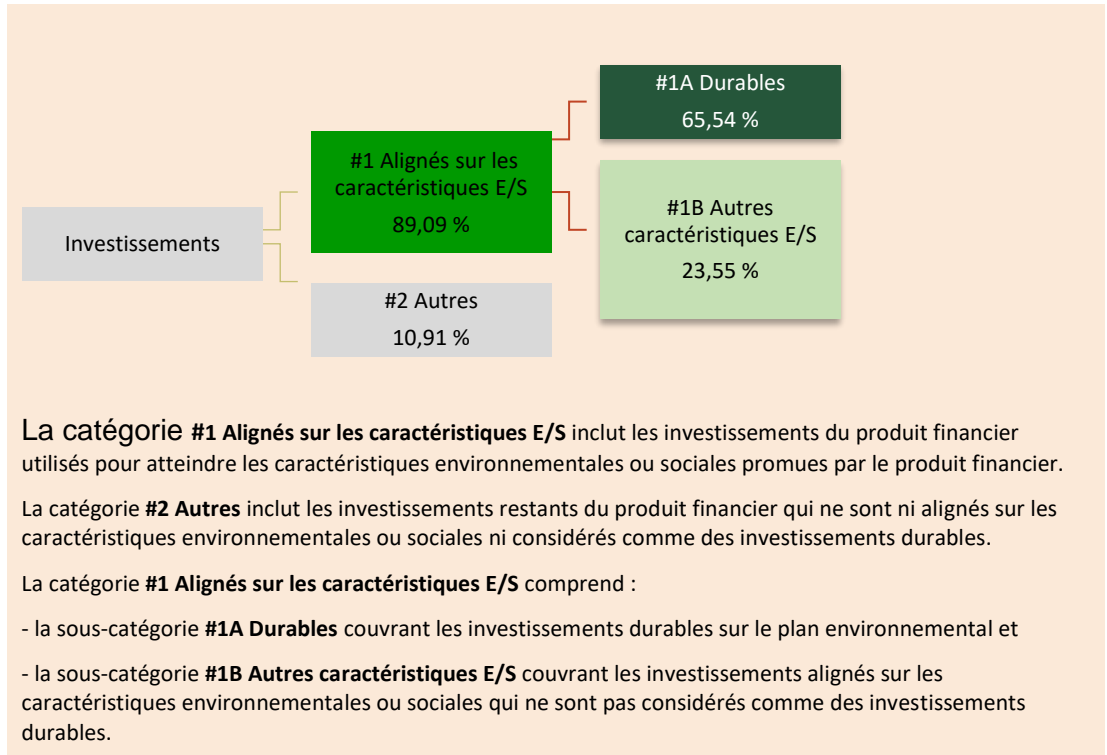 #1A Durables
65,54 %
#1 Alignés sur les
caractéristiques E/S
89,09 %
#1B Autres
caractéristiques E/S
23,55 %
Investissements
#2 Autres
10,91 %
La catégorie #1 Alignés sur les caractéristiques E/S inclut les investissements du produit financier
utilisés pour atteindre les caractéristiques environnementales ou sociales promues par le produit financier.
La catégorie #2 Autres inclut les investissements restants du produit financier qui ne sont ni alignés sur les
caractéristiques environnementales ou sociales ni considérés comme des investissements durables.
La catégorie #1 Alignés sur les caractéristiques E/S comprend :
- la sous-catégorie #1A Durables couvrant les investissements durables sur le plan environnemental et
- la sous-catégorie #1B Autres caractéristiques E/S couvrant les investissements alignés sur les
caractéristiques environnementales ou sociales qui ne sont pas considérés comme des investissements
durables.